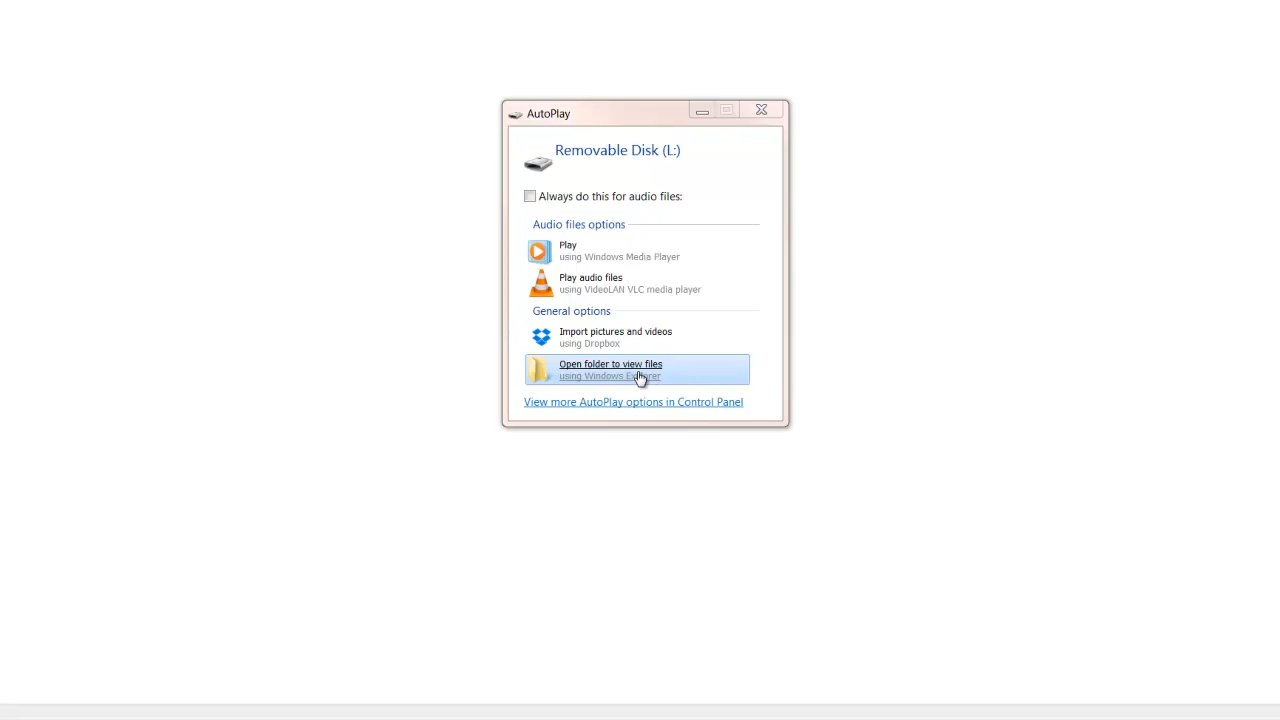 AutoPlay
Removable Disk (L:)
Always do this for audio files:
Audio files options
Play
using Windows Media Player
Play audio files
using VideoLAN VLC media player
General options
Import pictures and videos
using Dropbox
Open folder to view files
using Windows Explorer
View more AutoPlay options in Control Panel